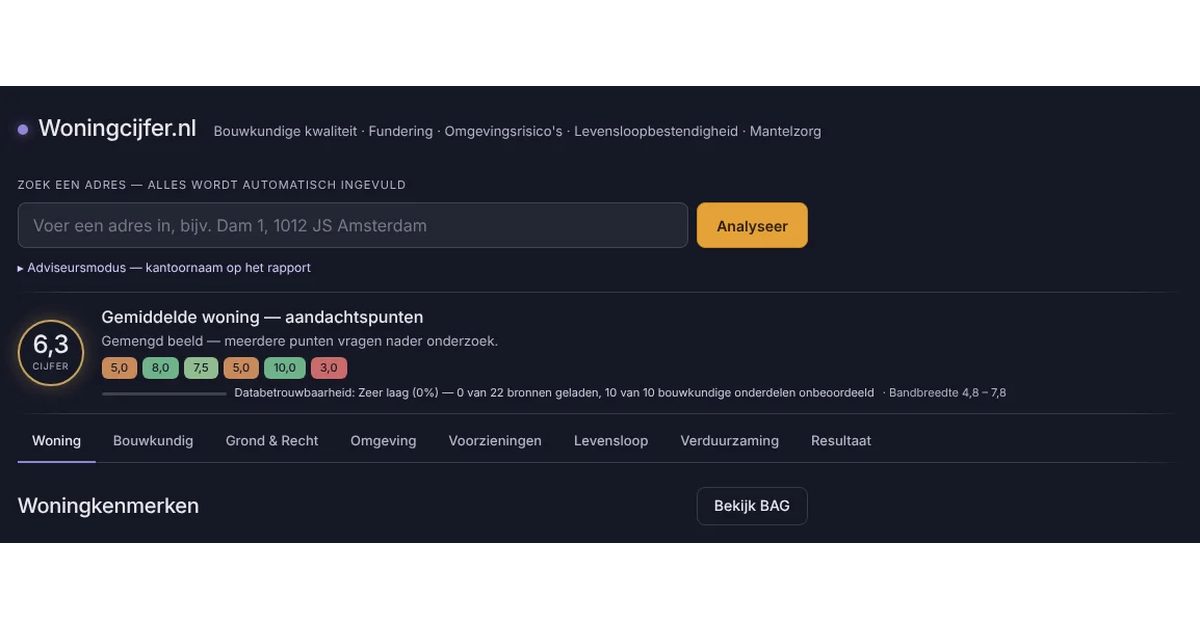 Woningcijfer.nl Bouwkundige kwaliteit · Fundering · Omgevingsrisico's · Levensloopbestendigheid · Mantelzorg
ZOEK EEN ADRES — ALLES WORDT AUTOMATISCH INGEVULD
Voer een adres in, bijv. Dam 1, 1012 JS Amsterdam Analyseer
▸ Adviseursmodus — kantoornaam op het rapport
6,3
CIJFER
Gemiddelde woning — aandachtspunten
Gemengd beeld — meerdere punten vragen nader onderzoek.
5,0 8,0 7,5 5,0 10,0 3,0
Databetrouwbaarheid: Zeer laag (0%) — 0 van 22 bronnen geladen, 10 van 10 bouwkundige onderdelen onbeoordeeld · Bandbreedte 4,8 – 7,8
Woning Bouwkundig Grond & Recht Omgeving Voorzieningen Levensloop Verduurzaming Resultaat
Woningkenmerken Bekijk BAG